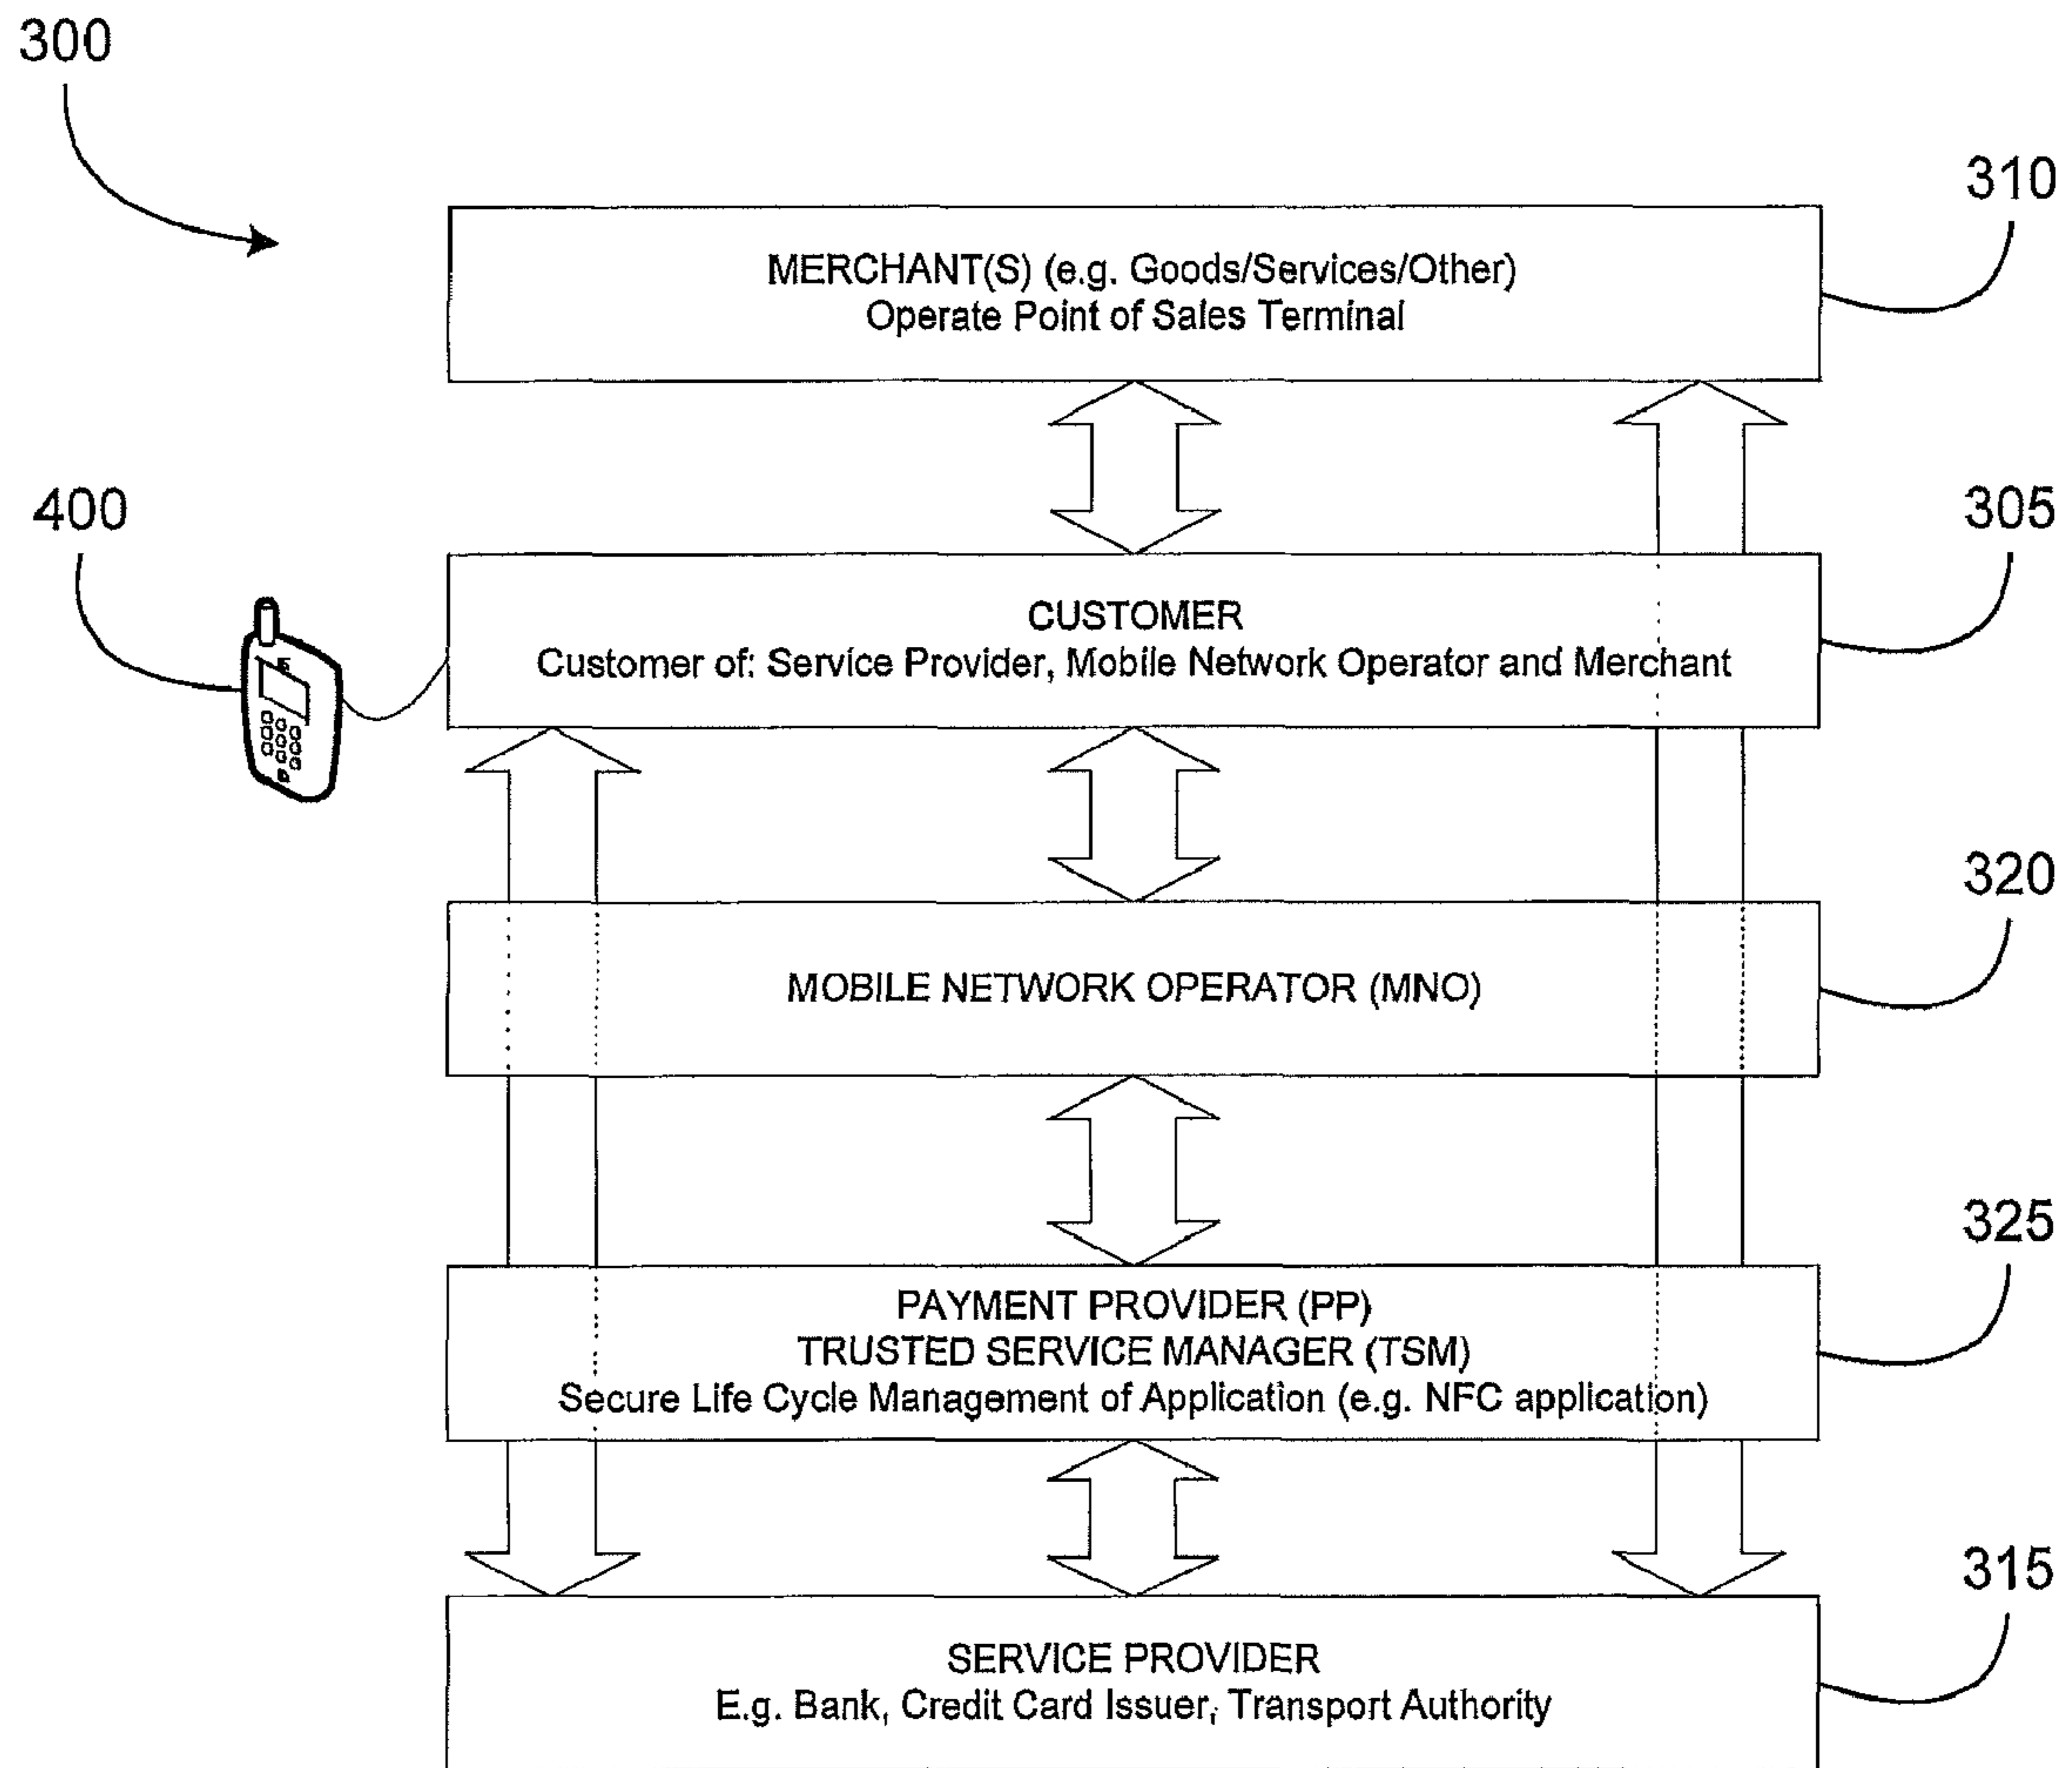 300
310
MERCHANT(S) (e.g. Goods/Services/Other)
Operate Point of Sales Terminal
400
305
CUSTOMER
Customer of: Service Provider, Mobile Network Operator and Merchant
320
MOBILE NETWORK OPERATOR (MNO)
325
PAYMENT PROVIDER (PP)
TRUSTED SERVICE MANAGER (TSM)
Secure Life Cycle Management of Application (e.g. NFC application)
315
SERVICE PROVIDER
E.g. Bank, Credit Card Issuer, Transport Authority